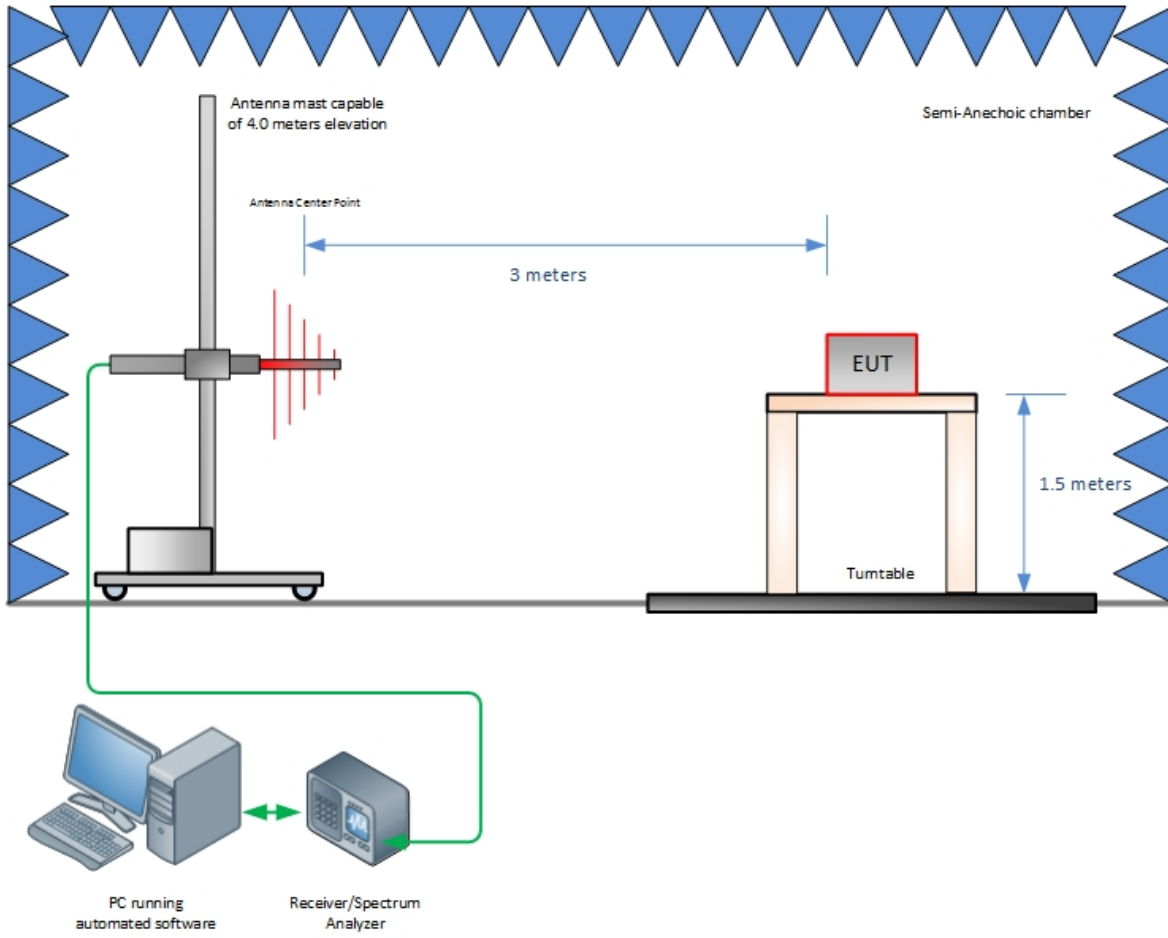 Antenna mast capable
of 4.0 meters elevation
Semi-Anechoic chamber
Antenna Center Point
3 meters
EUT
1.5 meters
Turntable
PC running
automated software
Receiver/Spectrum
Analyzer